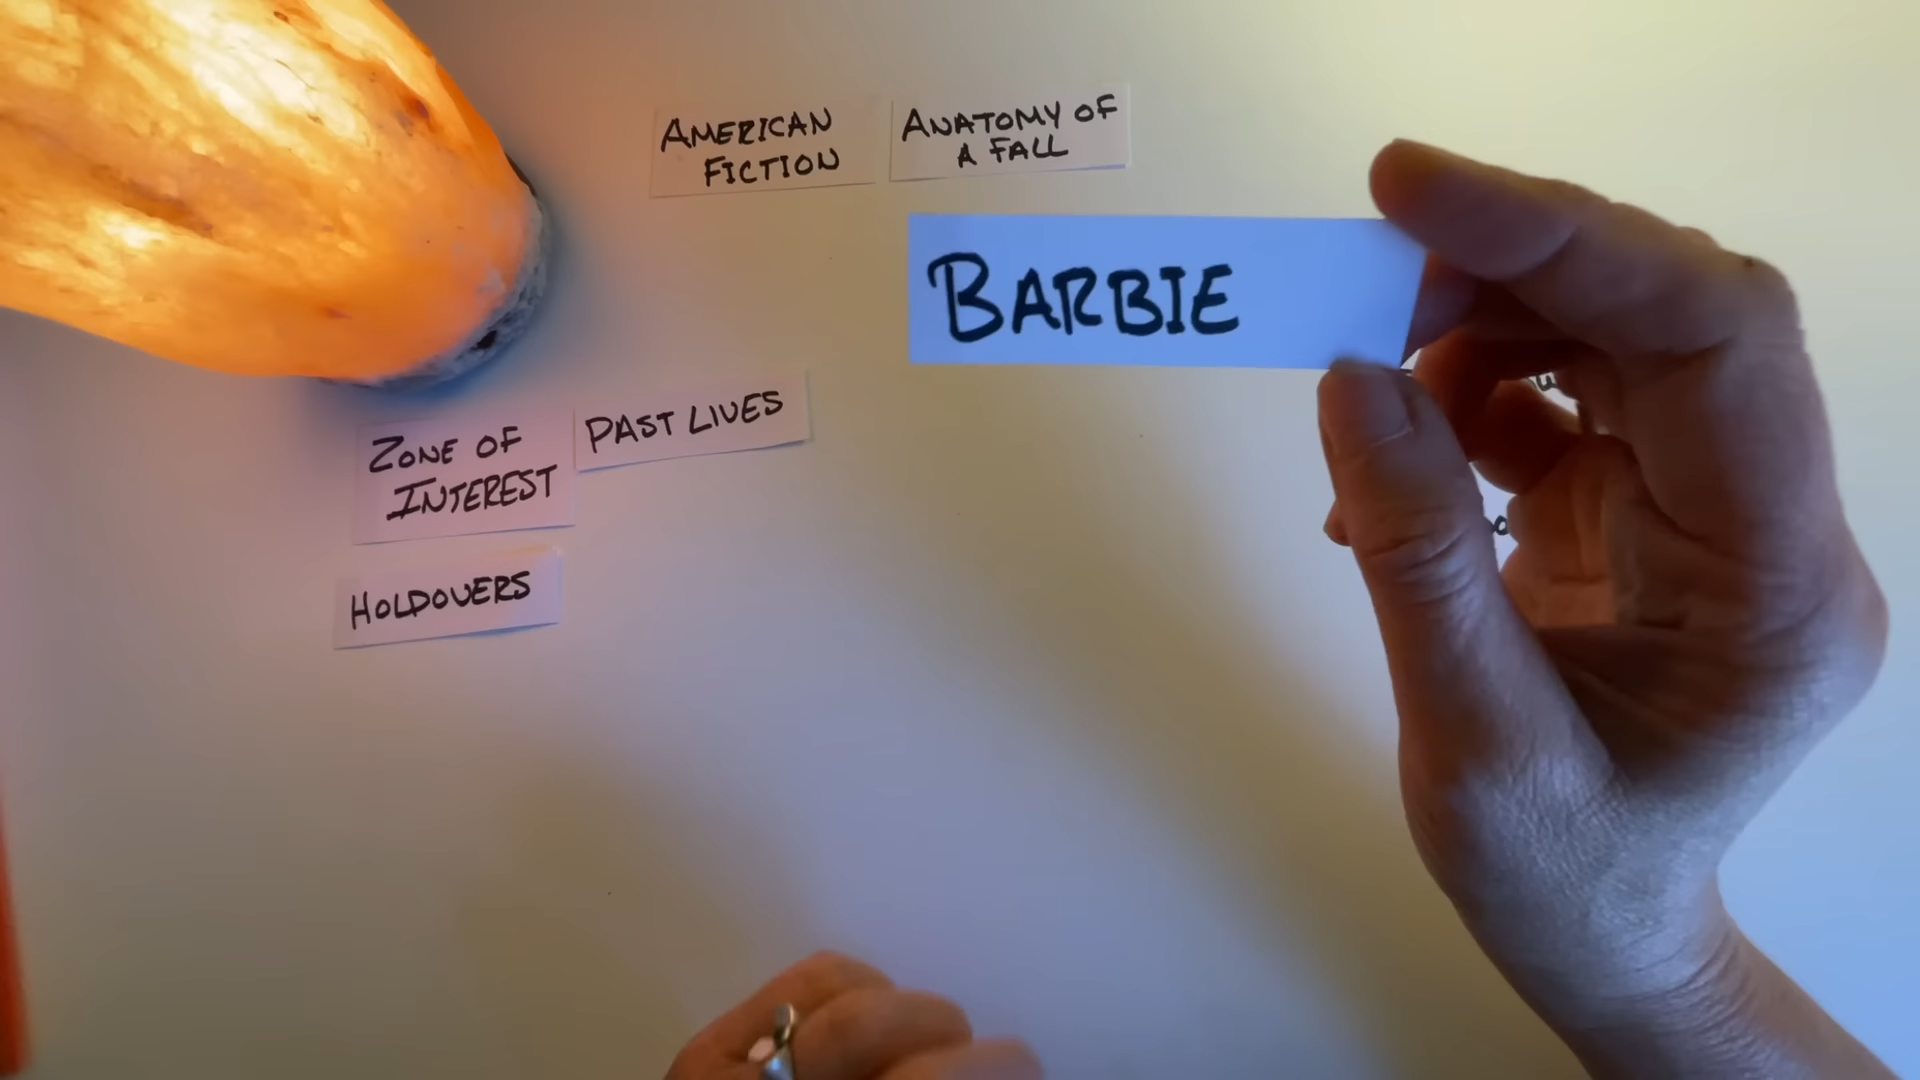 AMERICAN
FICTION
ANATOMY OF
A FALL
BARBIE
ZONE OF
INTEREST
PAST LIVES
HOLDOVERS